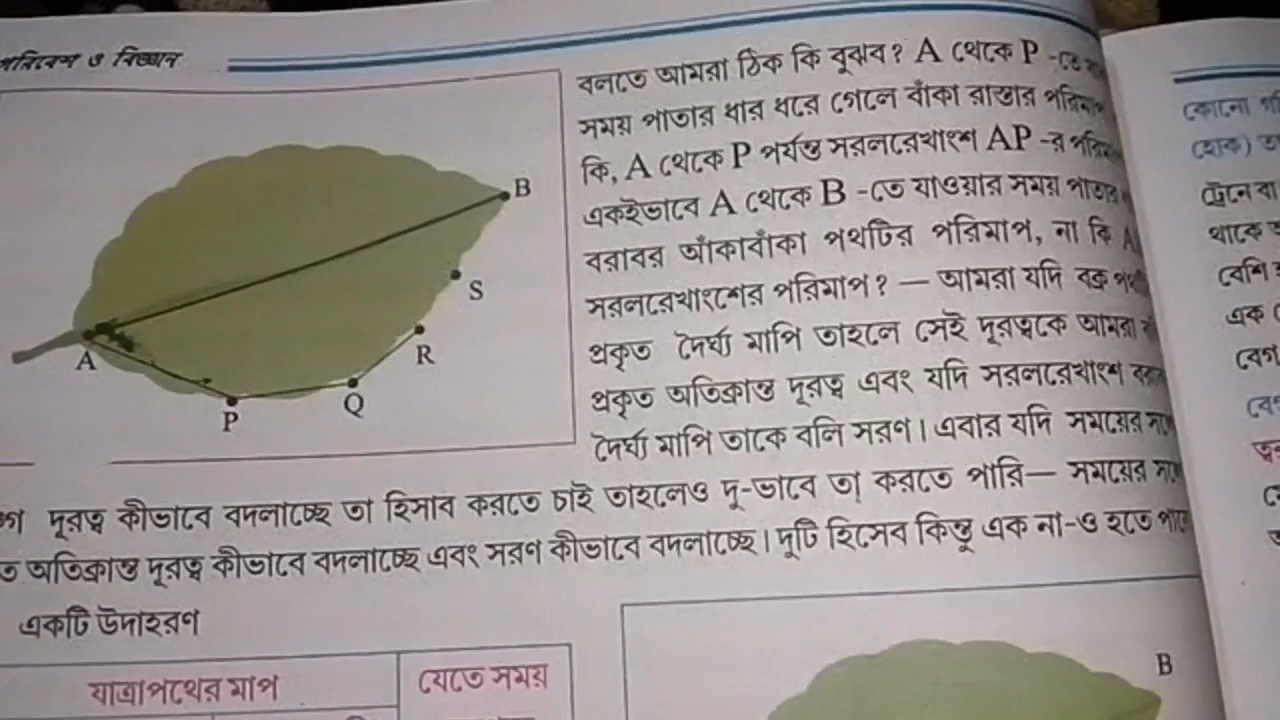 পরিবেশ ও বিজ্ঞান
বলতে আমরা ঠিক কি বুঝব? A থেকে P -তে
সময় পাতার ধার ধরে গেলে বাঁকা রাস্তার পরিমাপ
কি, A থেকে P পর্যন্ত সরলরেখাংশ AP -র
একইভাবে A থেকে B -তে যাওয়ার সময় পাতার
বরাবর আঁকাবাঁকা পথটির পরিমাপ, না কি
সরলরেখাংশের পরিমাপ? — আমরা যদি বক্র
প্রকৃত দৈর্ঘ্য মাপি তাহলে সেই দূরত্বকে আমরা
প্রকৃত অতিক্রান্ত দূরত্ব এবং যদি সরলরেখাংশ
দৈর্ঘ্য মাপি তাকে বলি সরণ। এবার যদি সময়ের
দূরত্ব কীভাবে বদলাচ্ছে তা হিসাব করতে চাই তাহলেও দু-ভাবে তা করতে পারি— সময়ের
অতিক্রান্ত দূরত্ব কীভাবে বদলাচ্ছে এবং সরণ কীভাবে বদলাচ্ছে। দুটি হিসেব কিন্তু এক না-ও হতে
একটি উদাহরণ
যাত্রাপথের মাপ
যেতে সময়
B
S
R
A
Q
P
B
কোনো
হোক)
ট্রেনে বা
থাকে
বেশি
এক
বেগ